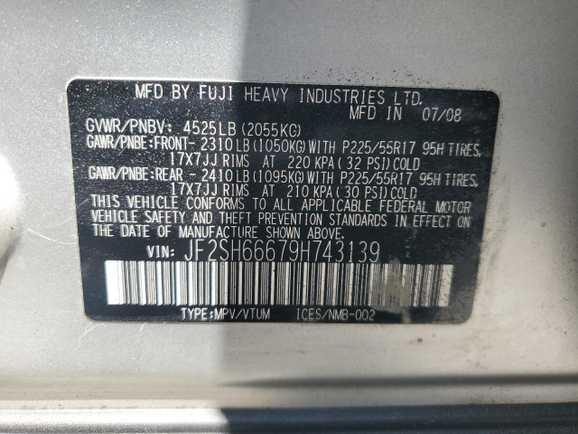 MFD BY FUJI HEAVY INDUSTRIES LTD.
MFD IN 07/08
GVWR/PNBV: 4525LB(2055KG)
GAWR/PNBE:FRONT-2310LB(1050KG)WITH P225/55R17 95H TIRES,
17X7JJ RIMS AT 220 KPA(32 PSI)COLD
GAWR/PNBE:REAR -2410LB(1095KG)WITH P225/55R17 95H TIRES,
17X7JJ RIMS AT 210 KPA(30 PSI)COLD
THIS VEHICLE CONFORMS TO ALL APPLICABLE FEDERAL MOTOR
VEHICLE SAFETY AND THEFT PREVENTION STANDARDS IN EFFECT ON
THE DATE OF MANUFACTURE SHOWN ABOVE.
VIN: JF2SH66679H743139
TYPE:MPV/VTUM ICES/NMB-002